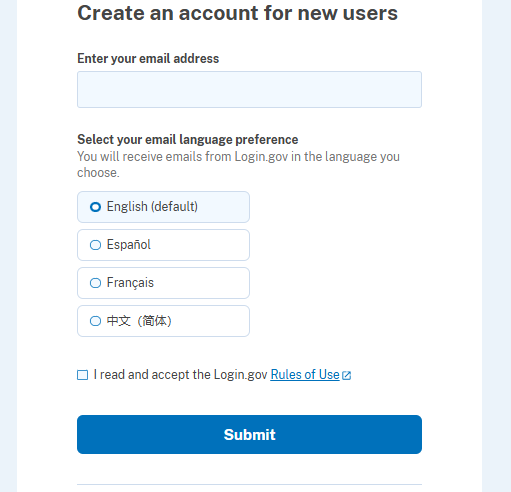 Create an account for new users
Enter your email address
Select your email language preference
You will receive emails from Login.gov in the language you
choose.
English (default)
Español
Français
中文 (简体)
I read and accept the Login.gov Rules of Use
Submit